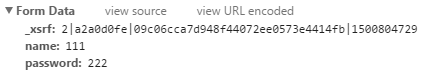 Form Data view source view URL encoded
_xsrf: 2|a2a0d0fe|09c06cca7d948f44072ee0573e4414fb|1500804729
name: 111
password: 222